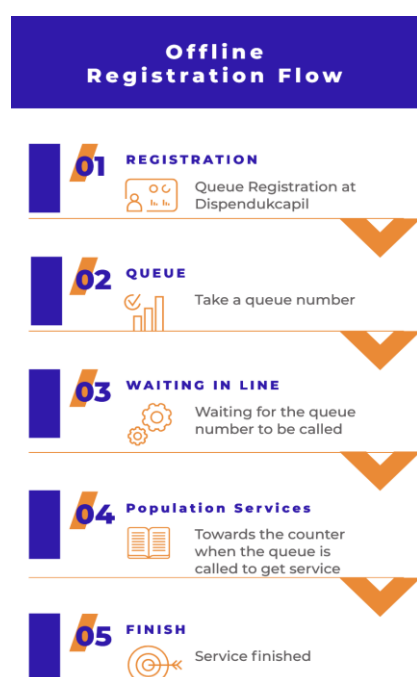 Offline
Registration Flow
01
REGISTRATION
Queue Registration at
Dispendukcapil
02
QUEUE
Take a queue number
03
WAITING IN LINE
Waiting for the queue
number to be called
04
Population Services
Towards the counter
when the queue is
called to get service
05
FINISH
Service finished